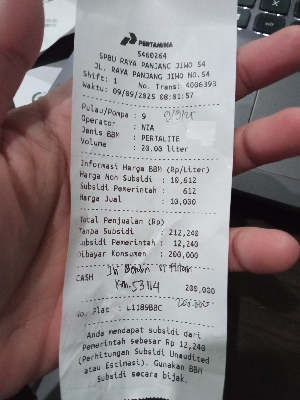 PERTAMINA
5460264
SPBU RAYA PANJANG JIWO 54
JL. RAYA PANJANG JIWO NO.54
Shift: 1 No. Trans: 4006393
Waktu: 09/09/2025 08:01:57
Pulau/Pompa : 9
Operator : NIA
Jenis BBM : PERTALITE
Volume : 20.00 liter
Informasi Harga BBM (Rp/Liter)
Harga Non Subsidi : 10,612
Subsidi Pemerintah : 612
Harga Jual : 10,000
Total Penjualan (Rp)
Tanpa Subsidi : 212,240
Subsidi Pemerintah : 12,240
Dibayar Konsumen : 200,000
CASH 200,000
Km. 53114
200.000
No. Plat : L1189BBC
Anda mendapat subsidi dari
Pemerintah sebesar Rp 12,240
(Perhitungan Subsidi Unaudited
atau Estimasi). Gunakan BBM
Subsidi secara bijak.